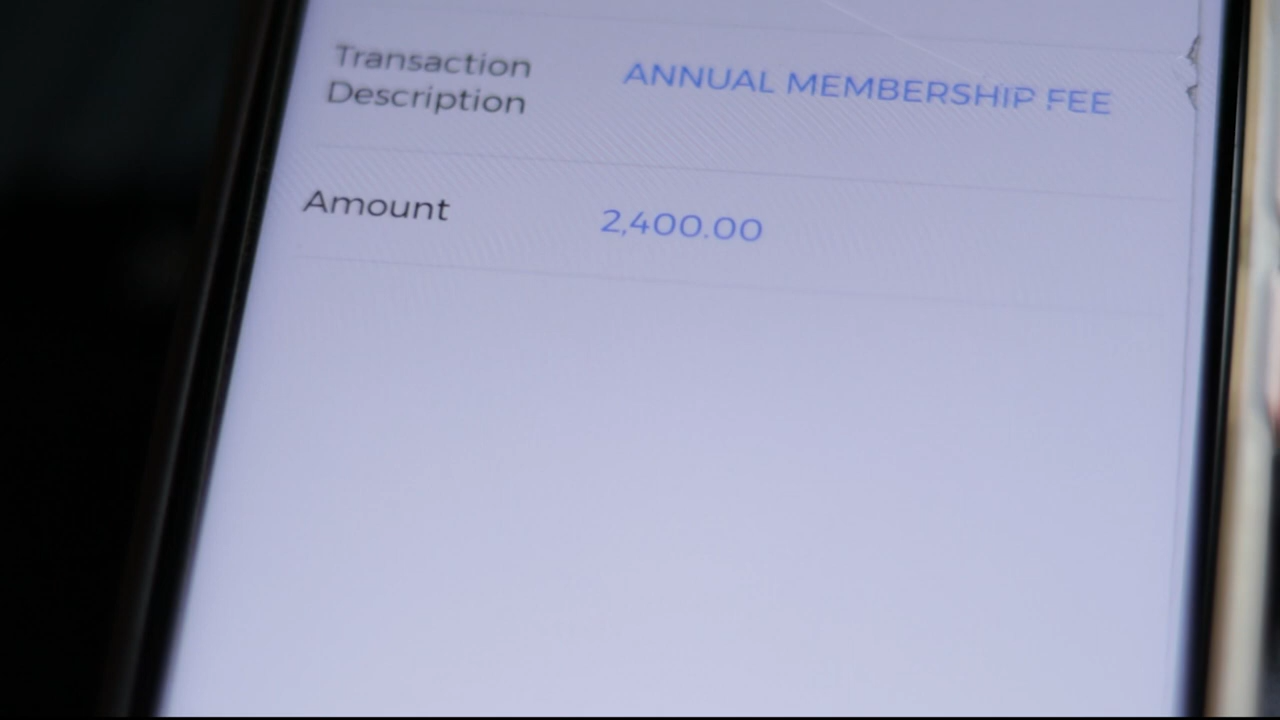 Transaction
Description
ANNUAL MEMBERSHIP FEE
Amount
2,400.00